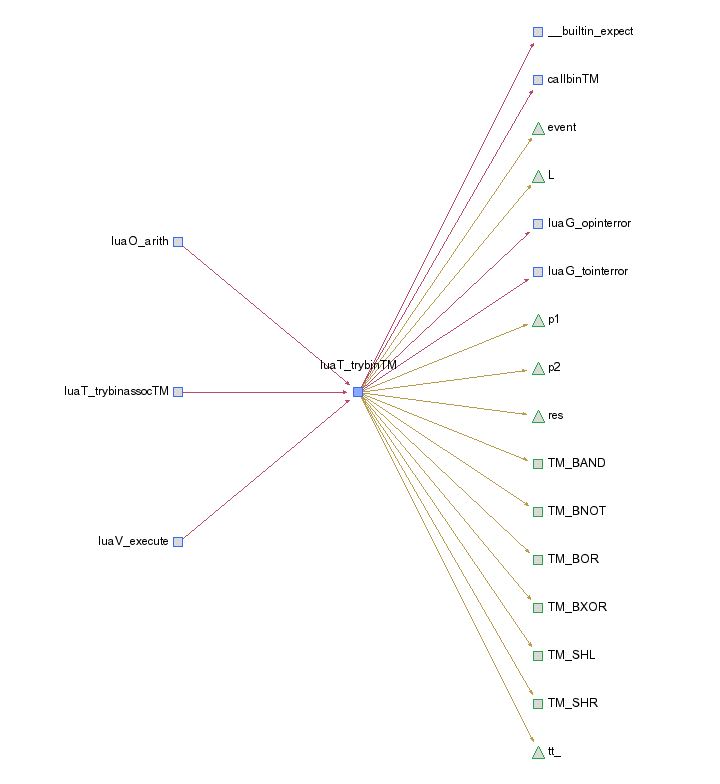 __builtin_expect
callbinTM
event
L
luaO_arith
luaG_opinterror
luaG_tointerror
p1
luaT_trybinTM
p2
luaT_trybinassocTM
res
TM_BAND
TM_BNOT
luaV_execute
TM_BOR
TM_BXOR
TM_SHL
TM_SHR
tt_